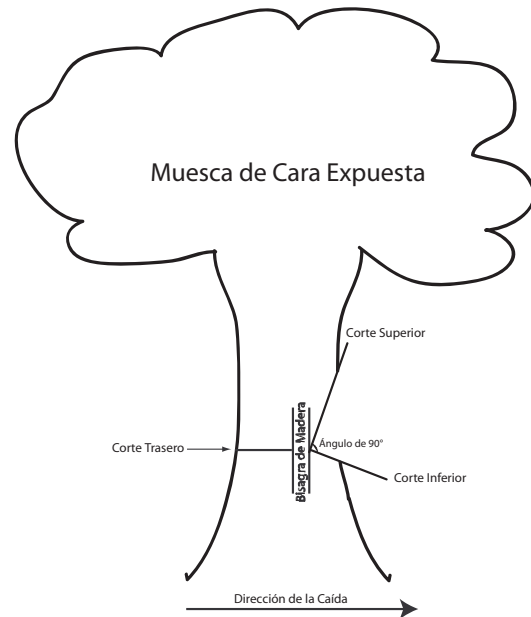 Muesca de Cara Expuesta
Corte Superior
Bisagra de Madera
Ángulo de 90°
Corte Trasero
Corte Inferior
Dirección de la Caída